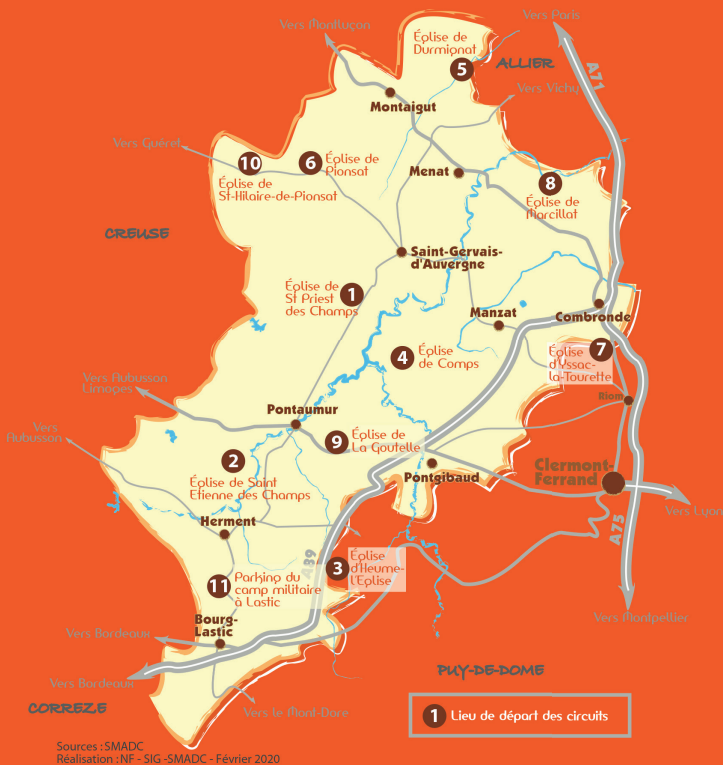 Vers Paris
Vers Montluçon
Église de
Durmignat
5
ALLIER
A71
Vers Vichy
Montaigut
Vers Guéret
10
6
Église de
Pionsat
Menat
8
Église de
St-Hilaire-de-Pionsat
Église de
Marcillat
CREUSE
Saint-Gervais-
d'Auvergne
Église de
St Priest
des Champs
1
Manzat
Combronde
4
Église
de Comps
Église
d'Yssac-
la-Tourette
7
Vers Aubusson
Limoges
Riom
Pontaumur
Vers
Aubusson
9
Église de
La Goutelle
2
Église de Saint
Etienne des Champs
Pontgibaud
Clermont-
Ferrand
Vers Lyon
Herment
A89
A75
3
Église
d'Heume-
l'Eglise
11
Parking du
camp militaire
à Lastic
Bourg-
Lastic
Vers Montpellier
Vers Bordeaux
Vers Bordeaux
PUY-DE-DOME
CORREZE
Vers le Mont-Dore
1 Lieu de départ des circuits
Sources : SMADC
Réalisation : NF - SIG -SMADC - Février 2020